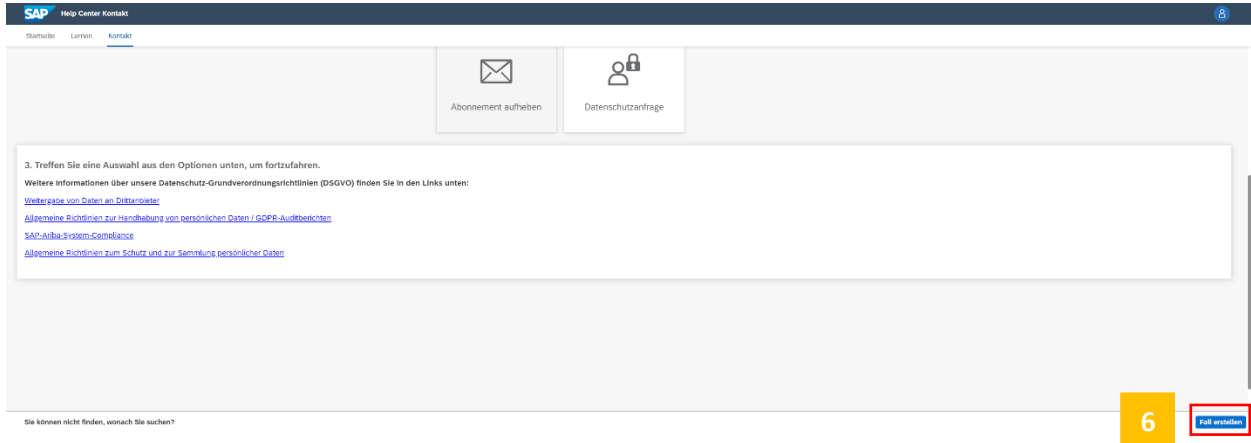 SAP Help Center Kontakt
Startseite Lernen Kontakt
Abonnement aufheben Datenschutzanfrage
3. Treffen Sie eine Auswahl aus den Optionen unten, um fortzufahren.
Weitere Informationen über unsere Datenschutz-Grundverordnungsrichtlinien (DSGVO) finden Sie in den Links unten:
Weitergabe von Daten an Drittanbieter
Allgemeine Richtlinien zur Handhabung von persönlichen Daten / GDPR-Auditberichten
SAP-Ariba-System-Compliance
Allgemeine Richtlinien zum Schutz und zur Sammlung persönlicher Daten
Sie können nicht finden, wonach Sie suchen? 6 Fall erstellen